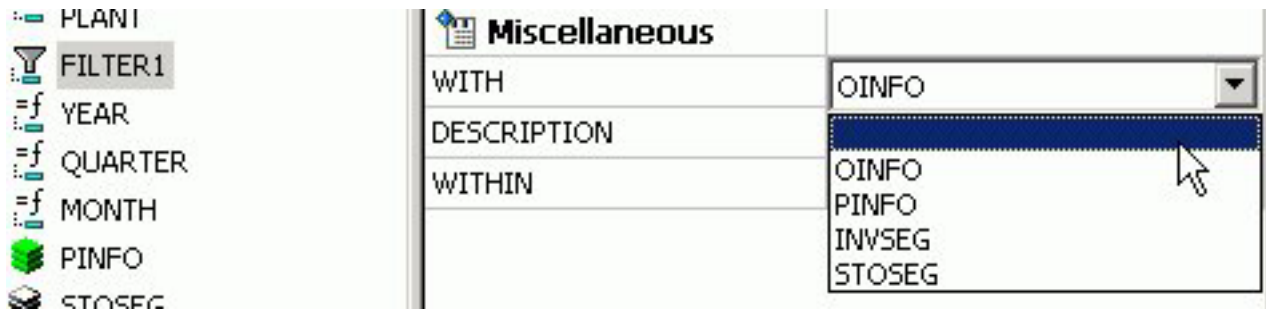 PLANT
FILTER1
YEAR
QUARTER
MONTH
PINFO
STOSEG
Miscellaneous
WITH
OINFO
DESCRIPTION
WITHIN
OINFO
PINFO
INVSEG
STOSEG